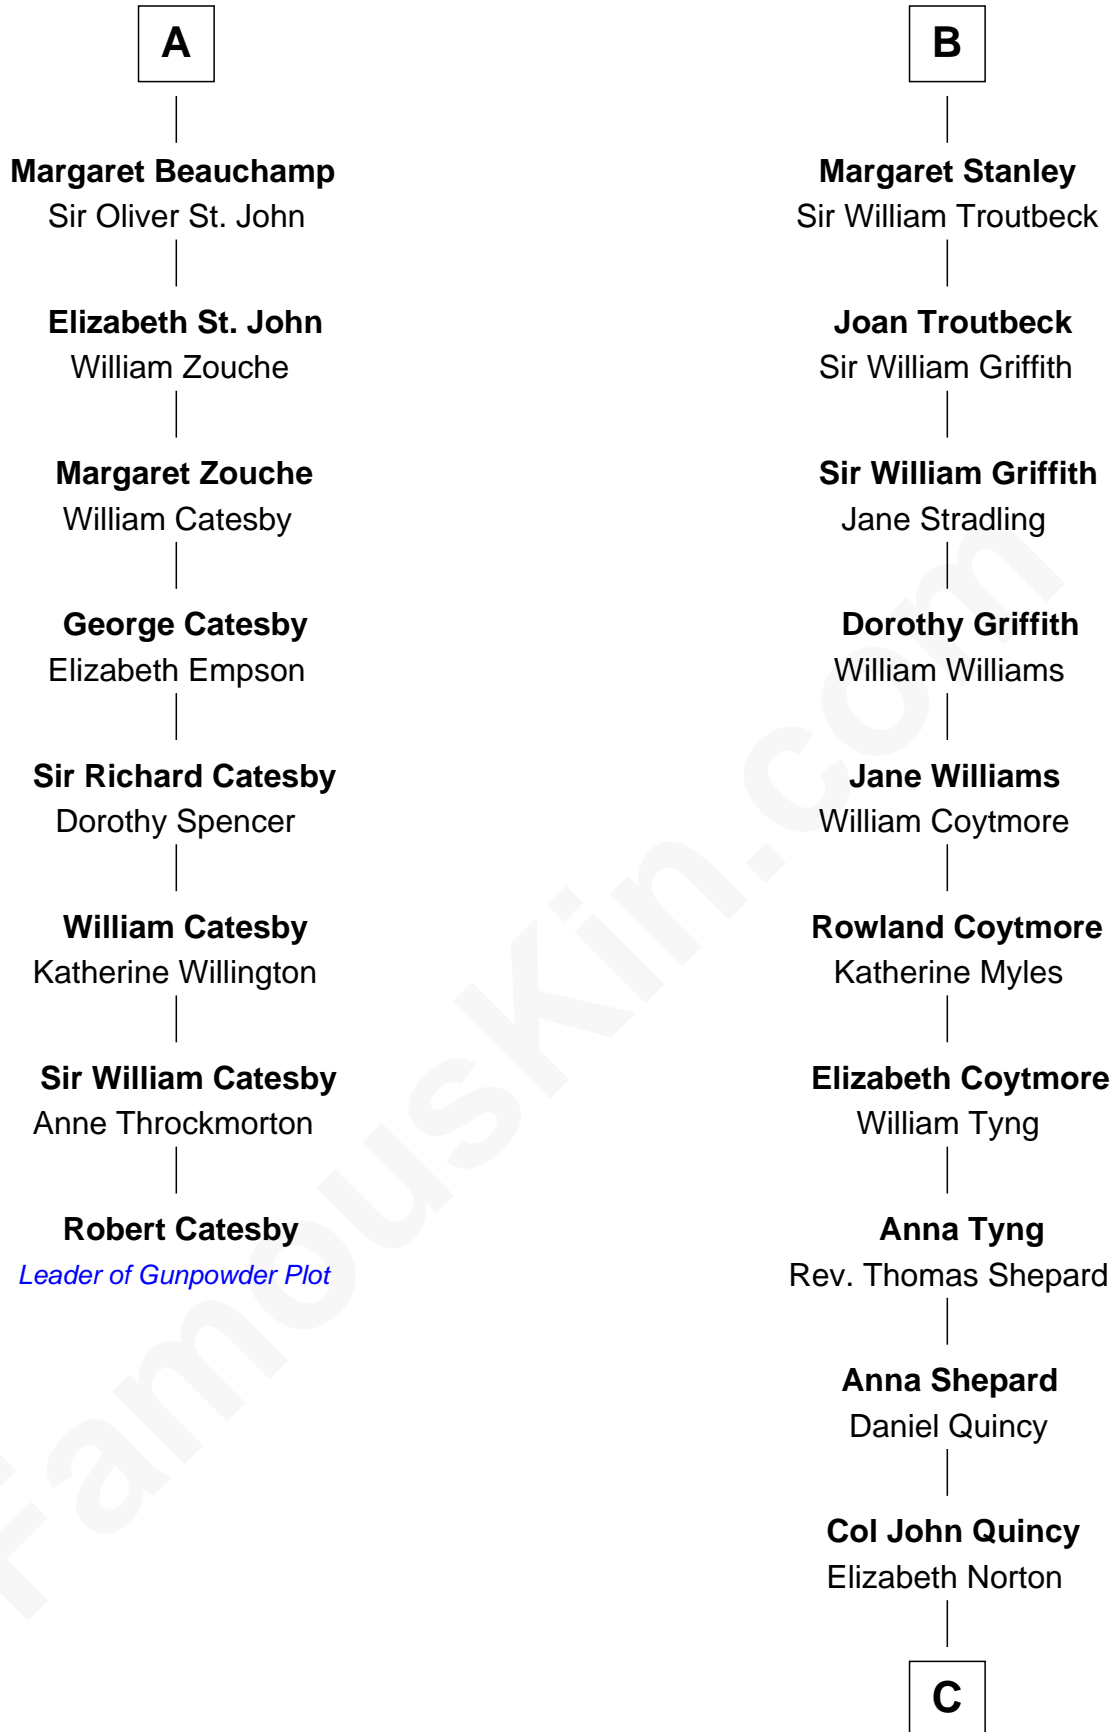 A
Margaret Beauchamp
Sir Oliver St. John
Elizabeth St. John
William Zouche
Margaret Zouche
William Catesby
George Catesby
Elizabeth Empson
Sir Richard Catesby
Dorothy Spencer
William Catesby
Katherine Willington
Sir William Catesby
Anne Throckmorton
Robert Catesby
Leader of Gunpowder Plot
B
Margaret Stanley
Sir William Troutbeck
Joan Troutbeck
Sir William Griffith
Sir William Griffith
Jane Stradling
Dorothy Griffith
William Williams
Jane Williams
William Coytmore
Rowland Coytmore
Katherine Myles
Elizabeth Coytmore
William Tyng
Anna Tyng
Rev. Thomas Shepard
Anna Shepard
Daniel Quincy
Col John Quincy
Elizabeth Norton
C
FamousKin.com